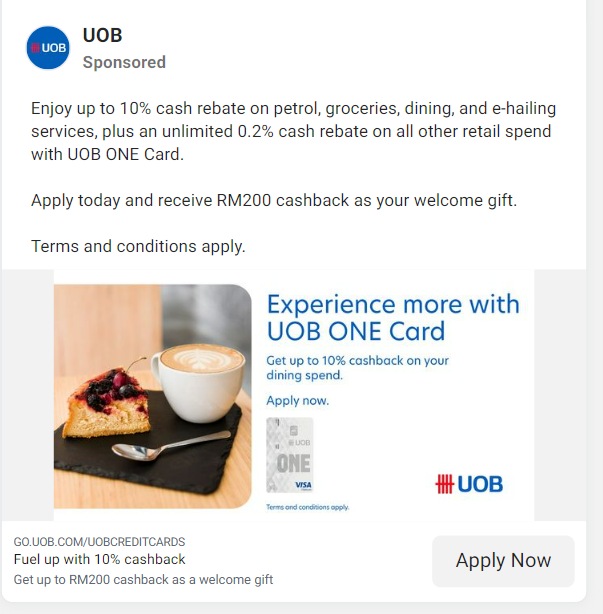 UOB
UOB
Sponsored
Enjoy up to 10% cash rebate on petrol, groceries, dining, and e-hailing
services, plus an unlimited 0.2% cash rebate on all other retail spend
with UOB ONE Card.
Apply today and receive RM200 cashback as your welcome gift.
Terms and conditions apply.
Experience more with
UOB ONE Card
Get up to 10% cashback on your
dining spend.
Apply now.
UOB
ONE
VISA
UOB
Terms and conditions apply.
GO.UOB.COM/UOBCREDITCARDS
Fuel up with 10% cashback
Get up to RM200 cashback as a welcome gift
Apply Now